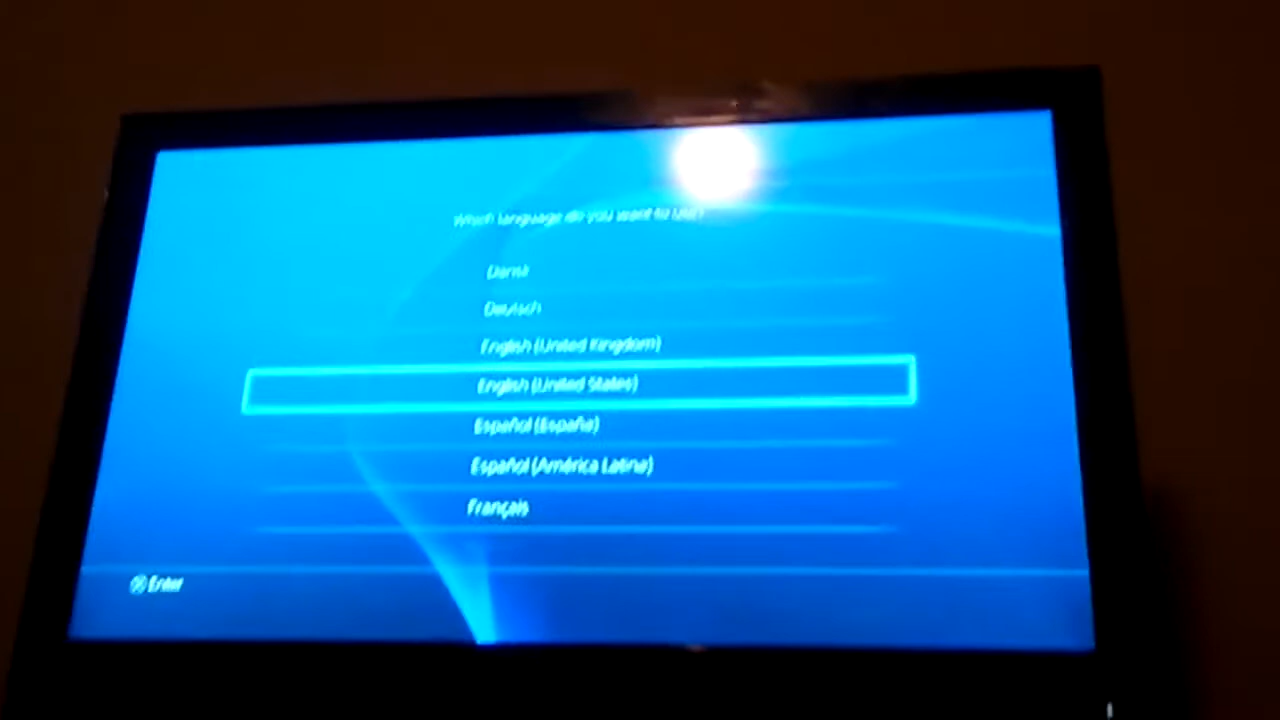 Which language do you want to use?
Dansk
Deutsch
English (United Kingdom)
English (United States)
Español (España)
Español (América Latina)
Français
Enter